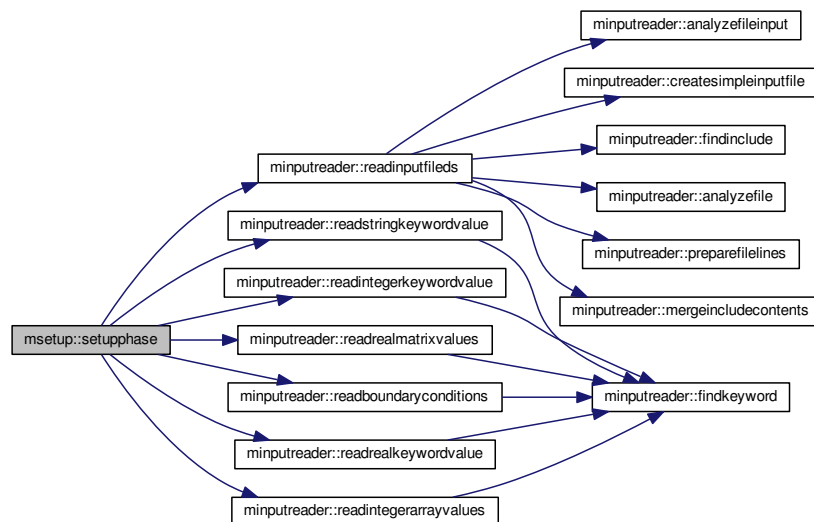 minputreader::analyzefileinput
minputreader::createsimpleinputfile
minputreader::findinclude
minputreader::readinputfileds
minputreader::analyzefile
minputreader::readstringkeywordvalue
minputreader::preparefilelines
minputreader::readintegerkeywordvalue
minputreader::mergeincludecontents
msetup::setupphase
minputreader::readrealmatrixvalues
minputreader::readboundaryconditions
minputreader::findkeyword
minputreader::readrealkeywordvalue
minputreader::readintegerarrayvalues